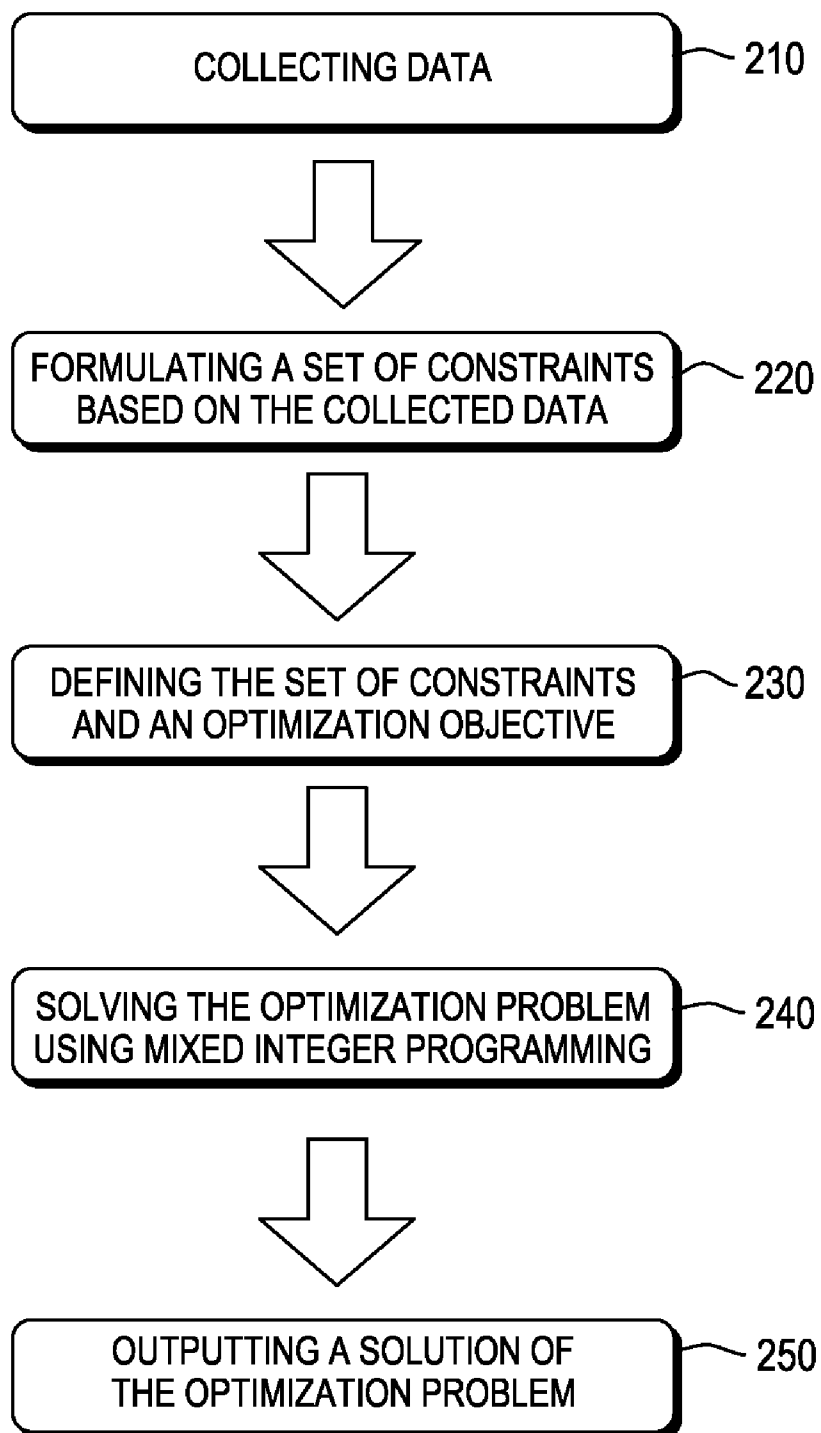 COLLECTING DATA
210
FORMULATING A SET OF CONSTRAINTS
BASED ON THE COLLECTED DATA
220
DEFINING THE SET OF CONSTRAINTS
AND AN OPTIMIZATION OBJECTIVE
230
SOLVING THE OPTIMIZATION PROBLEM
USING MIXED INTEGER PROGRAMMING
240
OUTPUTTING A SOLUTION OF
THE OPTIMIZATION PROBLEM
250